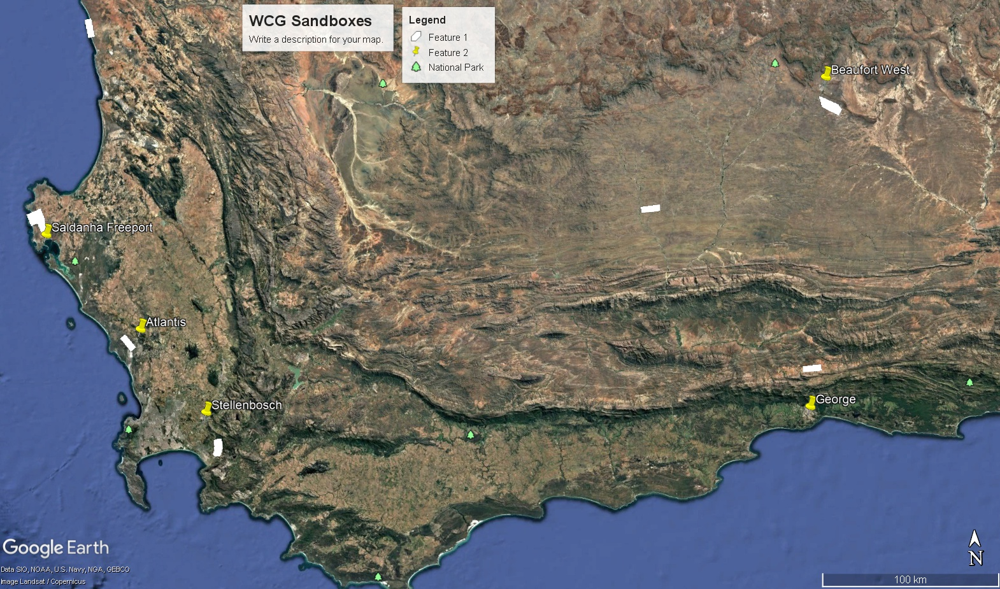 WCG Sandboxes
Write a description for your map.
Legend
Feature 1
Feature 2
National Park
Beaufort West
Saldanha Freeport
Atlantis
Stellenbosch
George
Google Earth
Data SIO, NOAA, U.S. Navy, NGA, GEBCO
Image Landsat / Copernicus
N
100 km